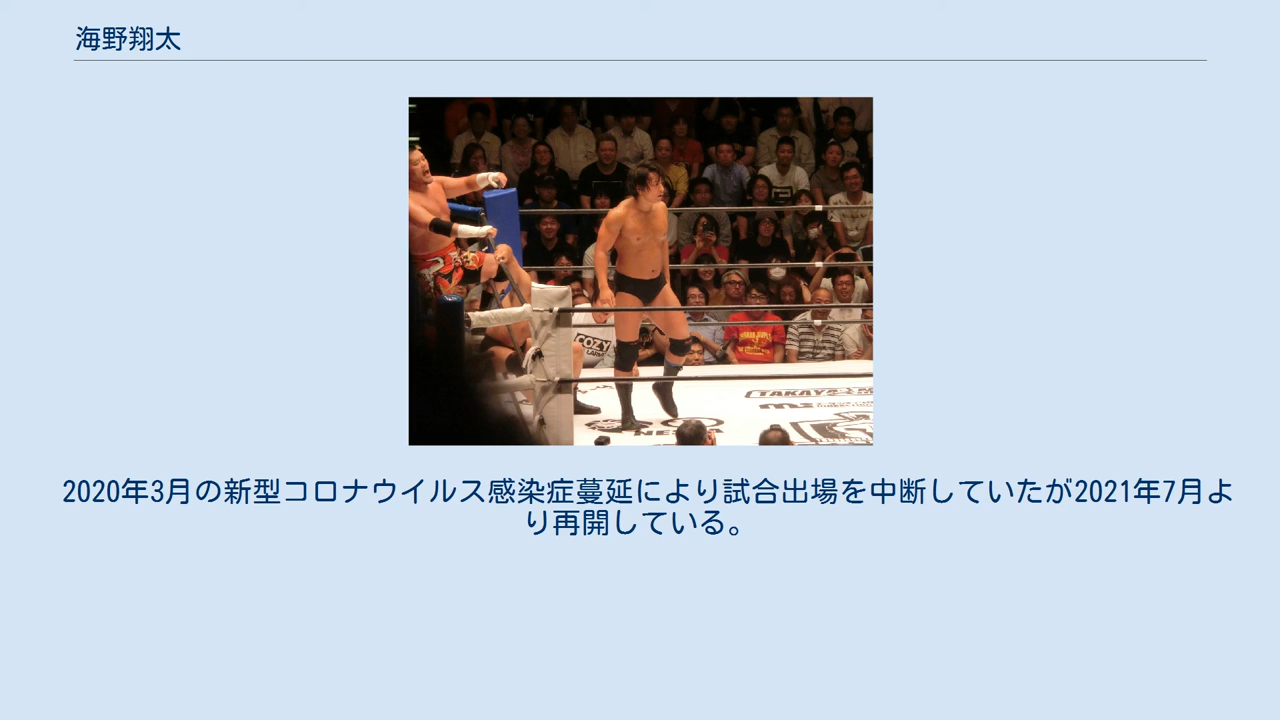 海野翔太
COZY
TAKAYA
2020年3月の新型コロナウイルス感染症蔓延により試合出場を中断していたが2021年7月よ
り再開している。